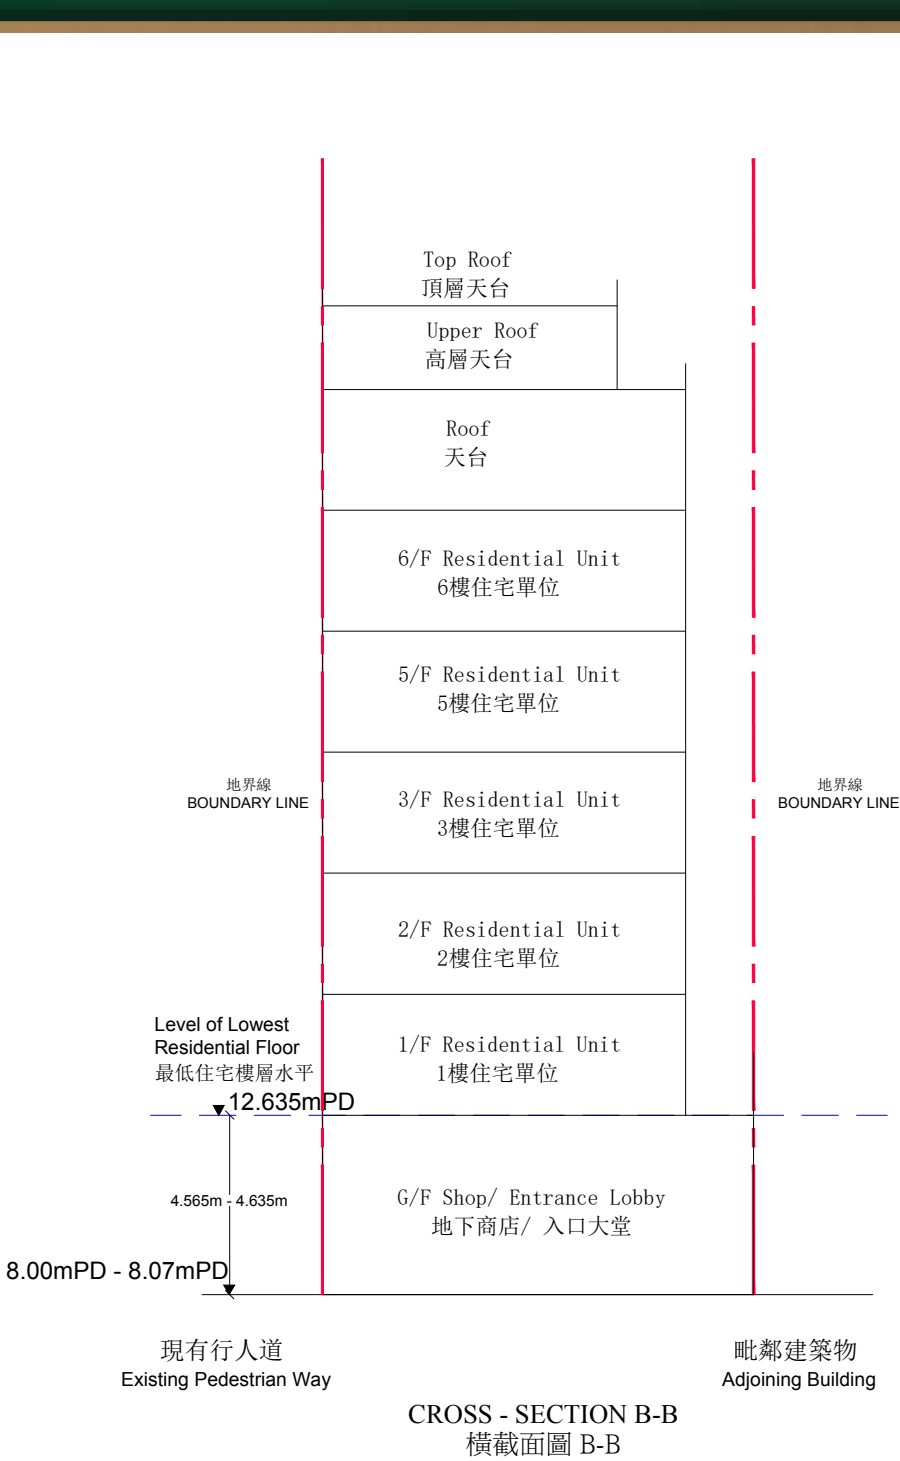 Top Roof
頂層天台
Upper Roof
高層天台
Roof
天台
6/F Residential Unit
6樓住宅單位
5/F Residential Unit
5樓住宅單位
地界線
BOUNDARY LINE
3/F Residential Unit
3樓住宅單位
地界線
BOUNDARY LINE
2/F Residential Unit
2樓住宅單位
Level of Lowest
Residential Floor
最低住宅樓層水平
12.635mPD
1/F Residential Unit
1樓住宅單位
4.565m - 4.635m
G/F Shop/ Entrance Lobby
地下商店/ 入口大堂
8.00mPD - 8.07mPD
現有行人道
Existing Pedestrian Way
毗鄰建築物
Adjoining Building
CROSS - SECTION B-B
橫截面圖 B-B